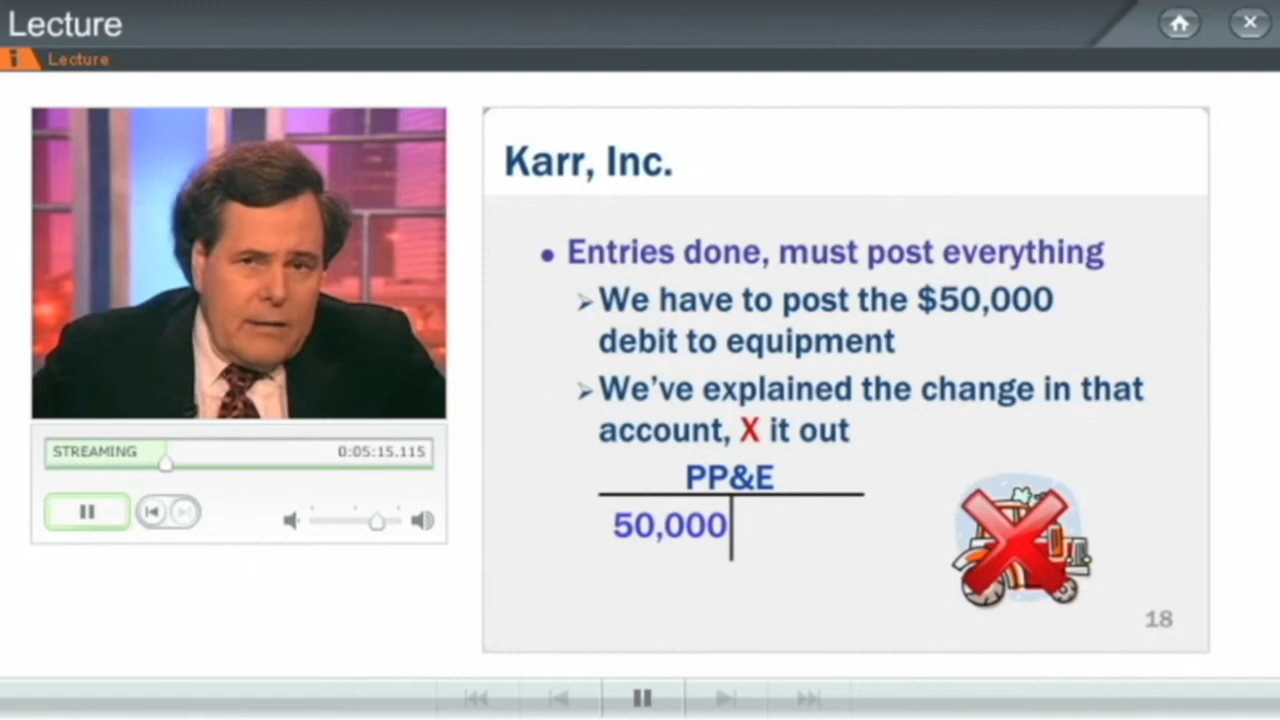 Lecture
i Lecture
STREAMING 0:05:15.115
Karr, Inc.
• Entries done, must post everything
➢We have to post the $50,000
debit to equipment
➢We've explained the change in that
account, X it out
PP&E
50,000
18